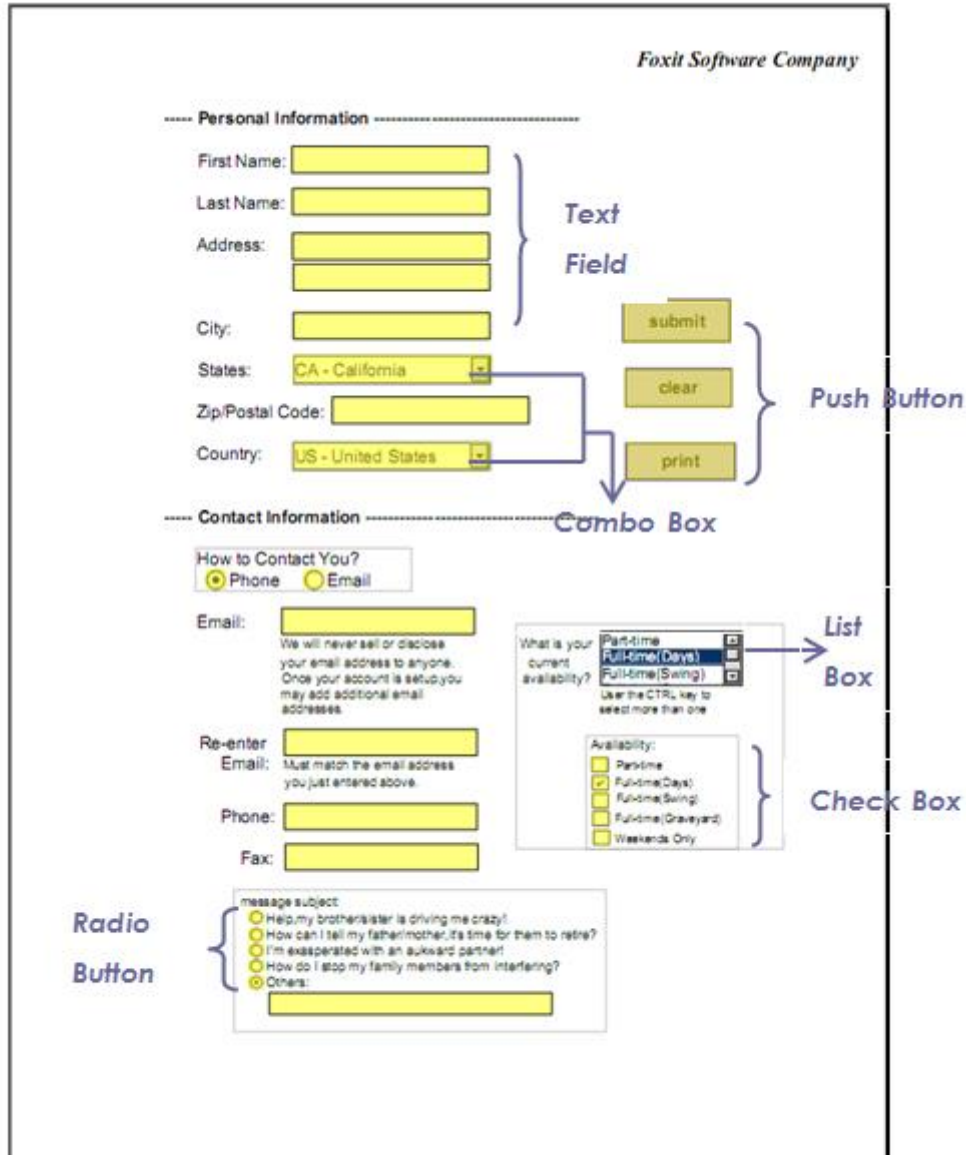 Foxit Software Company
----- Personal Information ------------------------------------
First Name:
Last Name:
Address:
Text
Field
City:
submit
States:
CA - California
clear
Push Button
Zip/Postal Code:
Country:
US - United States
print
----- Contact Information -----------------------------------------
Combo Box
How to Contact You?
Phone Email
Email:
We will never sell or disclose
your email address to anyone.
Once your account is setup,you
may add additional email
addresses.
What is your
current
availability?
Part-time
Full-time(Days)
Full-time(Swing)
User the CTRL key to
select more than one
List
Box
Re-enter
Email:
Must match the email address
you just entered above.
Availability:
Part-time
Full-time(Days)
Full-time(Swing)
Full-time(Graveyard)
Weekends Only
Check Box
Phone:
Fax:
Radio
Button
message subject:
Help,my brother/sister is driving me crazy!
How can I tell my father/mother,it's time for them to retire?
I'm exasperated with an aukward partner!
How do I stop my family members from interfering?
Others: